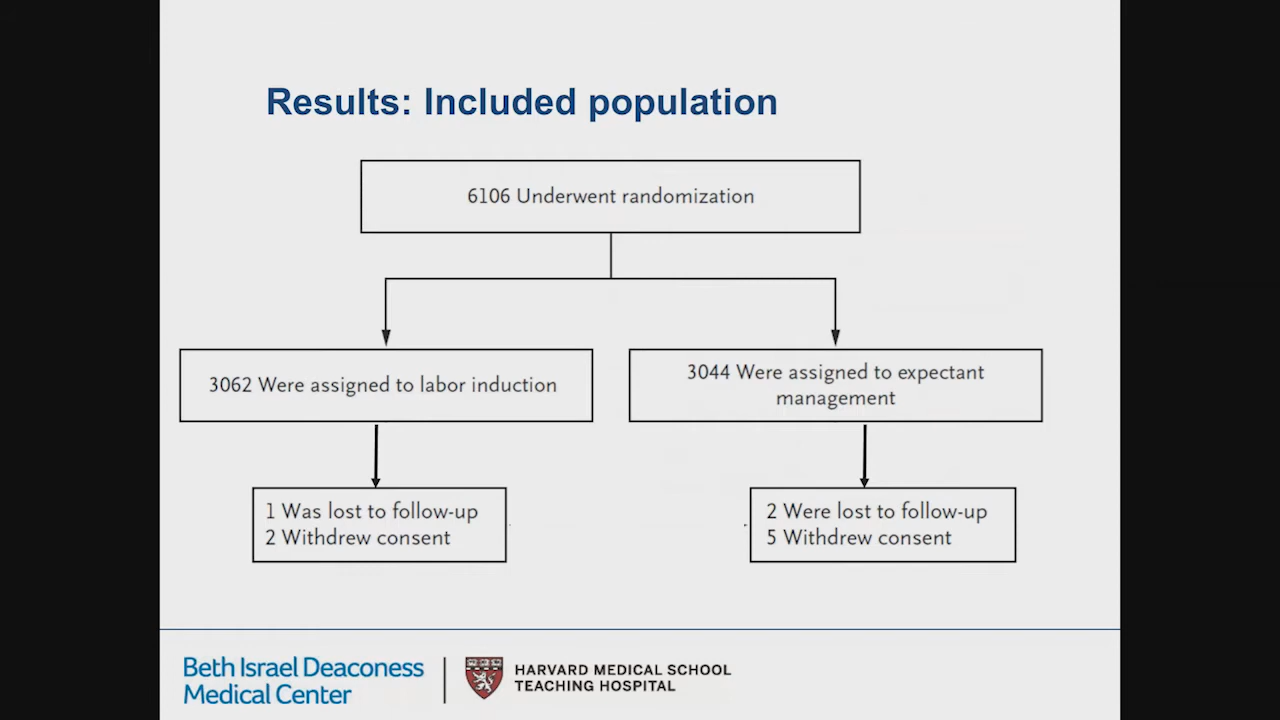 Results: Included population
6106 Underwent randomization
3062 Were assigned to labor induction
3044 Were assigned to expectant
management
1 Was lost to follow-up
2 Withdrew consent
2 Were lost to follow-up
5 Withdrew consent
Beth Israel Deaconess
Medical Center
HARVARD MEDICAL SCHOOL
TEACHING HOSPITAL